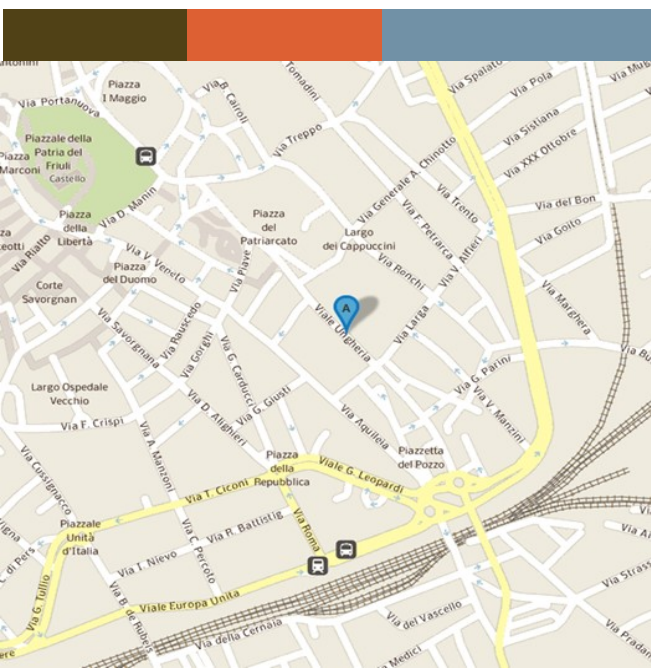 Piazza
I Maggio
Via B. Cairoli
Tomadini
Via Spalato
Via Pola
Via Portanuova
Via Treppo
Via Sistiana
Via XXX Ottobre
Piazzale della
Patria del
Friuli
Castello
Piazza
Marconi
Via Generale A. Chinotto
Via Trento
Via F. Petrarca
Via del Bon
Via Goito
Via D. Manin
Piazza
della
Libertà
Piazza
del
Patriarcato
Largo
dei Cappuccini
Via V. Alfieri
Via Rialto
Via V. Veneto
Via Piave
Via Ronchi
Piazza
del Duomo
Corte
Savorgnan
Via Marghera
A
Viale Ungheria
Via Larga
Via Savorgnana
Via Rauscedo
Via Gorghi
Via G. Carducci
Via G. Parini
Largo Ospedale
Vecchio
Via G. Giusti
Via D. Alighieri
Via Aquileia
Via V. Manzini
Via F. Crispi
Via A. Manzoni
Via Cussignacco
Piazza
della
Repubblica
Piazzetta
del Pozzo
Viale G. Leopardi
Via T. Ciconi
Via R. Battistig
Via Roma
Piazzale
Unità
d'Italia
Via C. Percoto
Via T. Nievo
Via G. Tullio
Via B. de Rubeis
Viale Europa Unita
Via della Cernaia
Via del Vascello
Medici